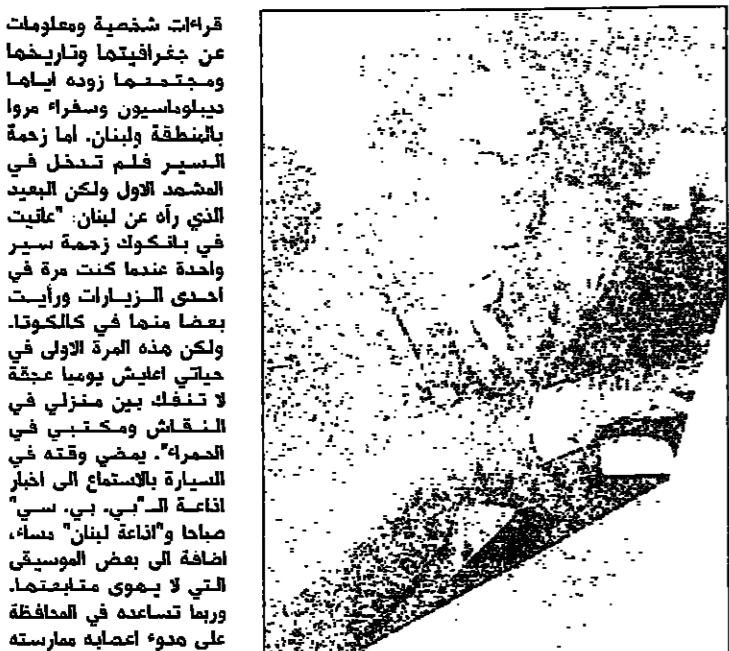 قراءات شخصية ومعلومات
عن جغرافيتها وتاريخها
ومجتمعها زوده اياها
ديبلوماسيون وسفراء مروا
بالمنطقة ولبنان. أما زحمة
السير فلم تدخل في
المشهد الاول ولكن البعيد
الذي رآه عن لبنان: "عانيت
في بانكوك زحمة سير
واحدة عندما كنت مرة في
احدى الزيارات ورأيت
بعضا منها في كالكوتا.
ولكن هذه المرة الاولى في
حياتي اعايش يوميا عجقة
لا تنفك بين منزلي في
النقاش ومكتبي في
الحمراء". يمضي وقته في
السيارة بالاستماع الى اخبار
اذاعة الـ"بي. بي. سي"
صباحا و"اذاعة لبنان" مساء،
اضافة الى بعض الموسيقى
التي لا يهوى متابعتها.
وربما تساعده في المحافظة
على هدوء اعصابه ممارسته